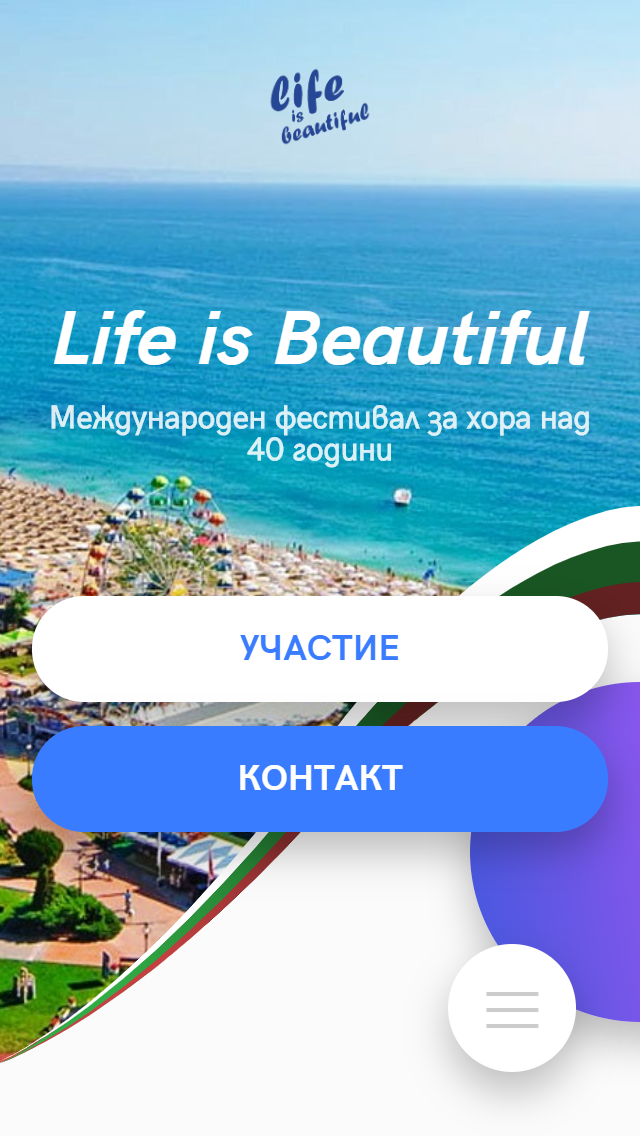 Life
is
beautiful
Life is Beautiful
Международен фестивал за хора над
40 години
УЧАСТИЕ
КОНТАКТ